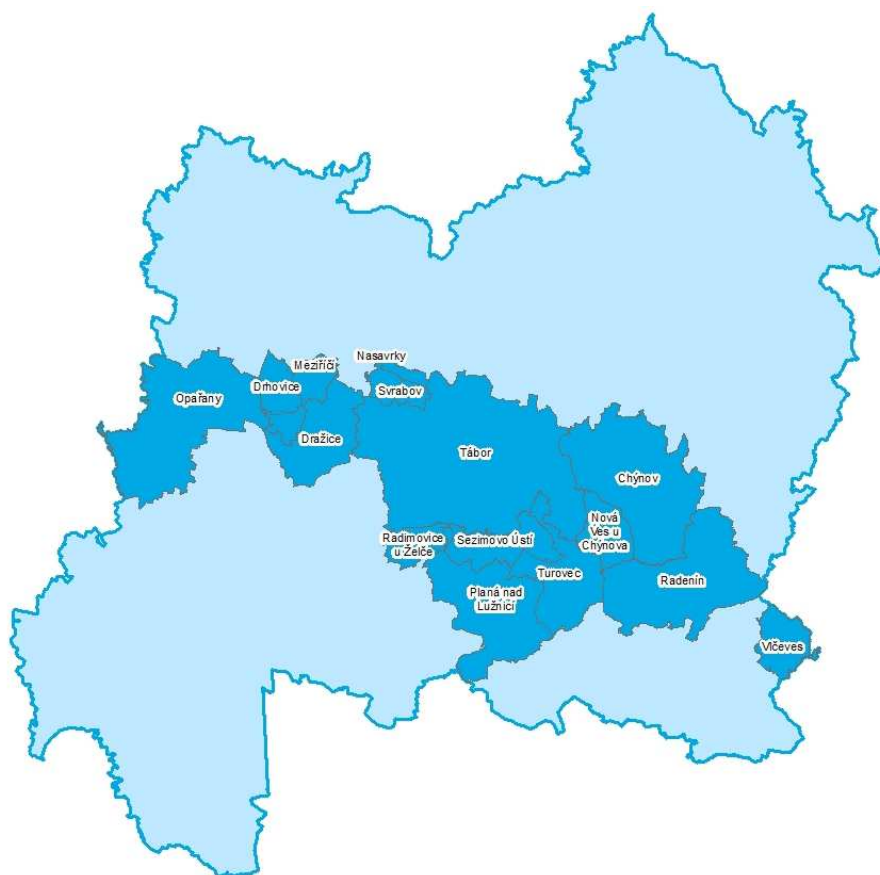 Nasavrky
Meziříčí
Drhovice
Svrabov
Opařany
Dražice
Tábor
Chýnov
Nová
Ves u
Chýnova
Radimovice
u Želče
Sezimovo Ústí
Turovec
Radenín
Planá nad
Lužnicí
Vlčeves